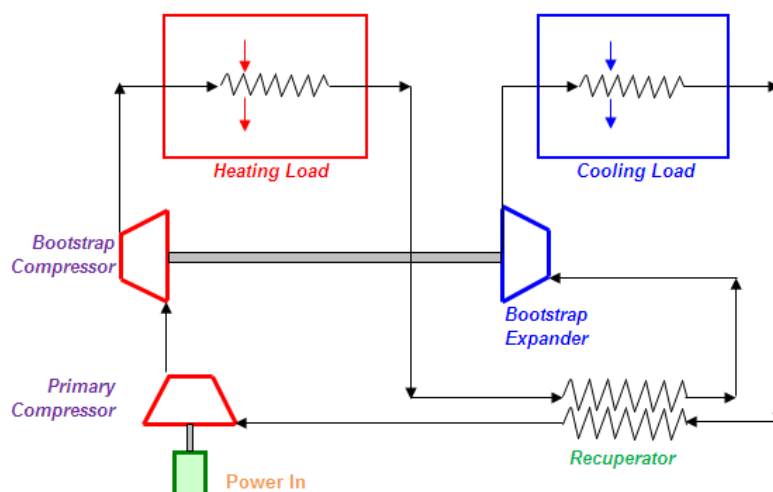 Heating Load
Cooling Load
Bootstrap
Compressor
Bootstrap
Expander
Primary
Compressor
Recuperator
Power In